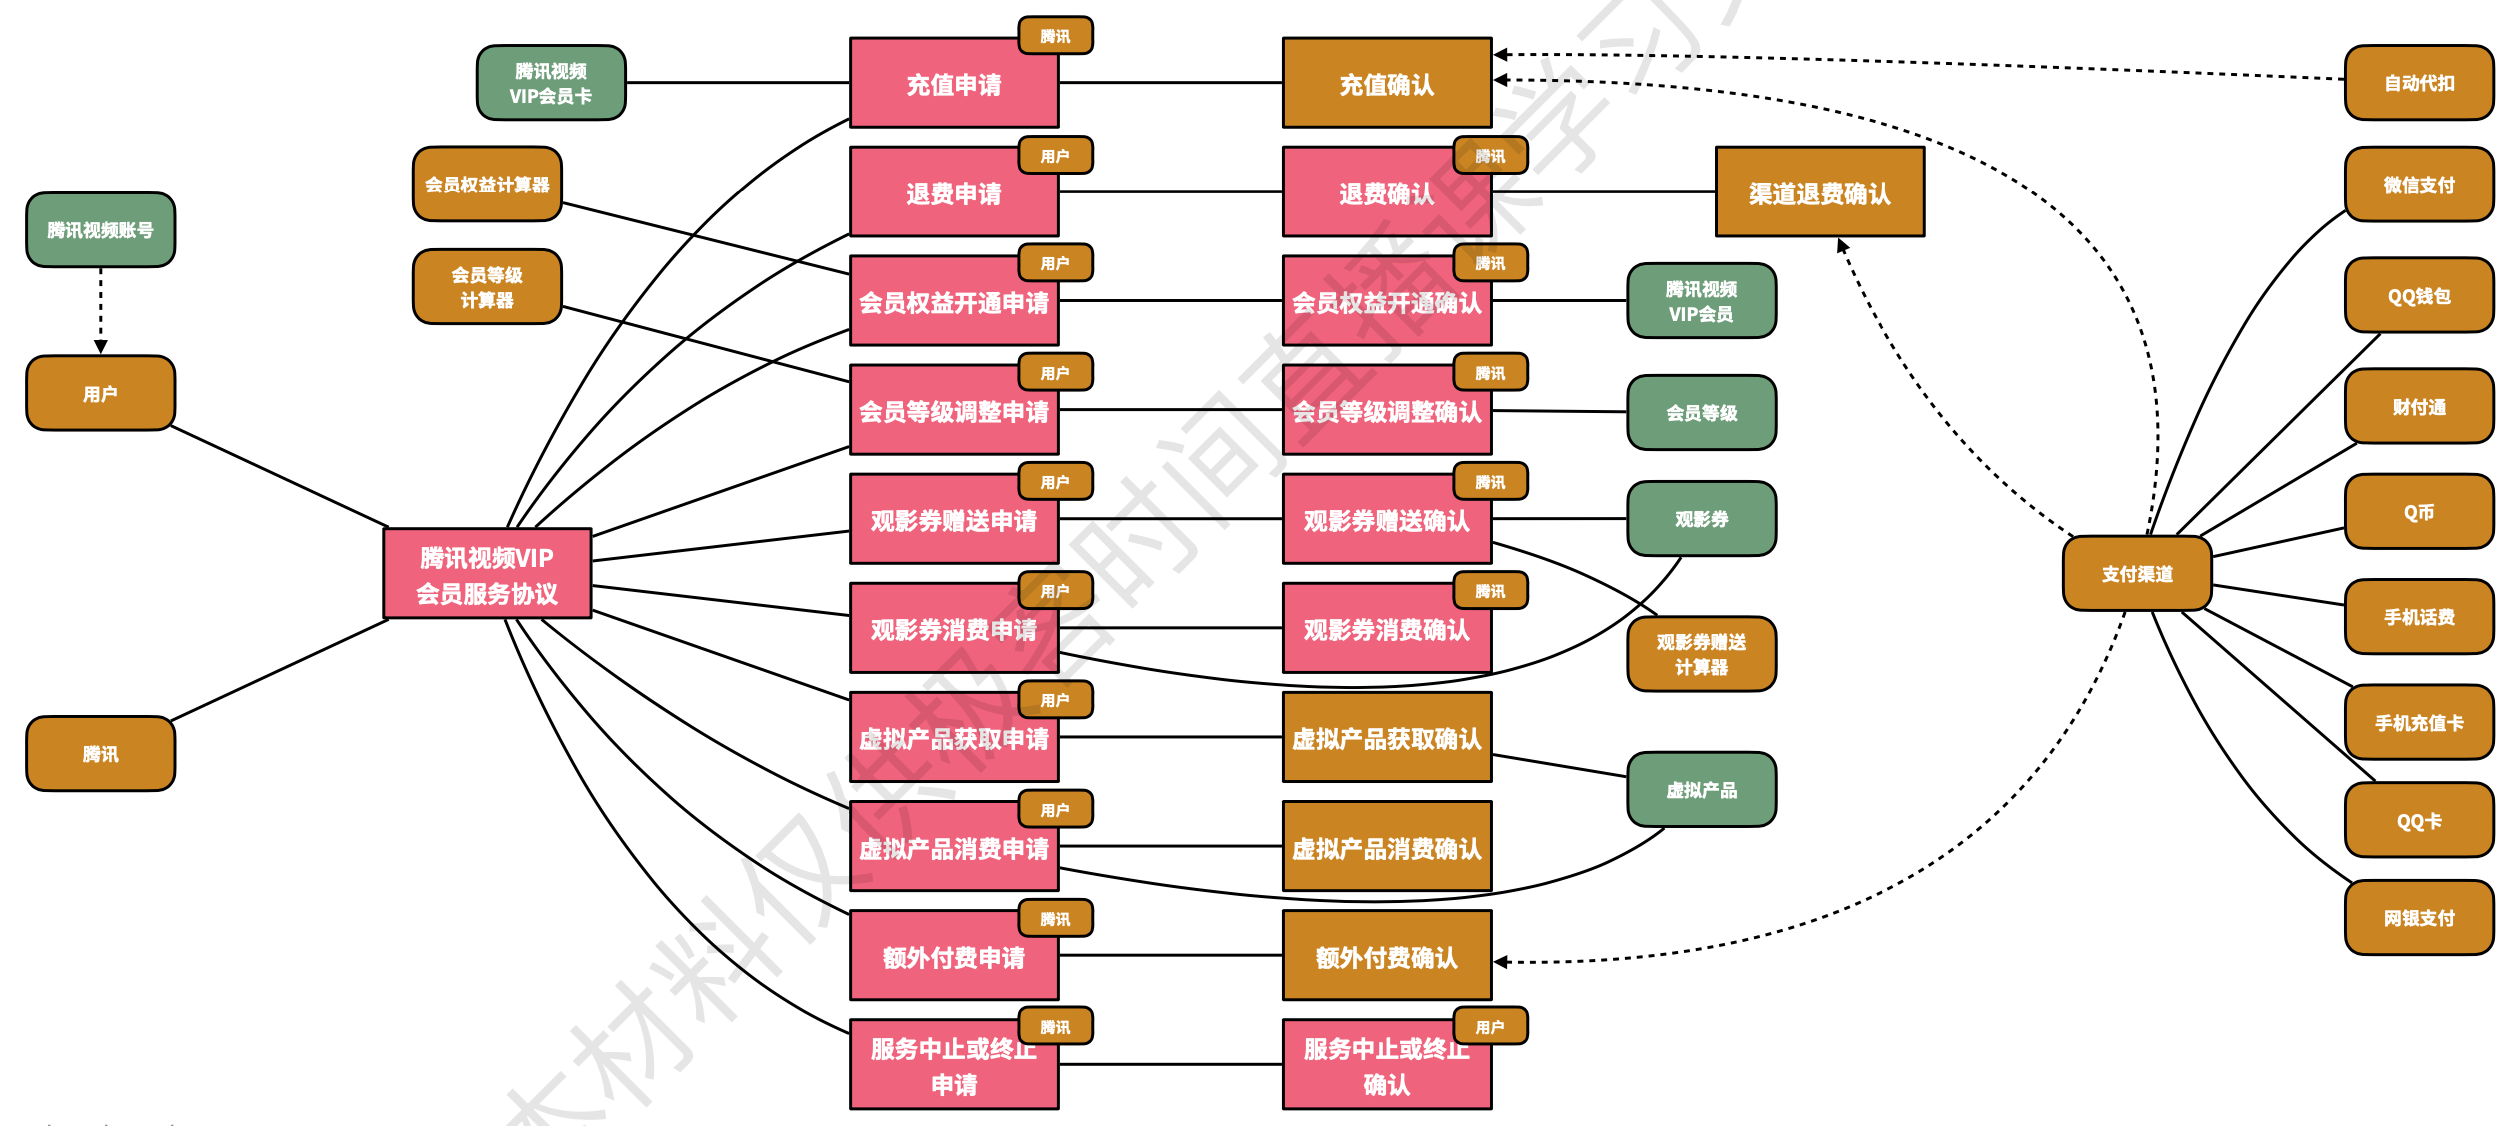 腾讯
腾讯视频
VIP会员卡
充值申请
充值确认
自动代扣
用户
腾讯
会员权益计算器
退费申请
退费确认
渠道退费确认
微信支付
腾讯视频账号
用户
腾讯
会员等级
计算器
会员权益开通申请
会员权益开通确认
腾讯视频
VIP会员
QQ钱包
用户
用户
腾讯
会员等级调整申请
会员等级调整确认
会员等级
财付通
用户
腾讯
观影券赠送申请
观影券赠送确认
观影券
Q币
腾讯视频VIP
会员服务协议
支付渠道
用户
腾讯
观影券消费申请
观影券消费确认
观影券赠送
计算器
手机话费
用户
腾讯
虚拟产品获取申请
虚拟产品获取确认
虚拟产品
手机充值卡
用户
虚拟产品消费申请
虚拟产品消费确认
QQ卡
腾讯
额外付费申请
额外付费确认
网银支付
腾讯
用户
服务中止或终止
申请
服务中止或终止
确认
本材料仅供极客时间直播课学习